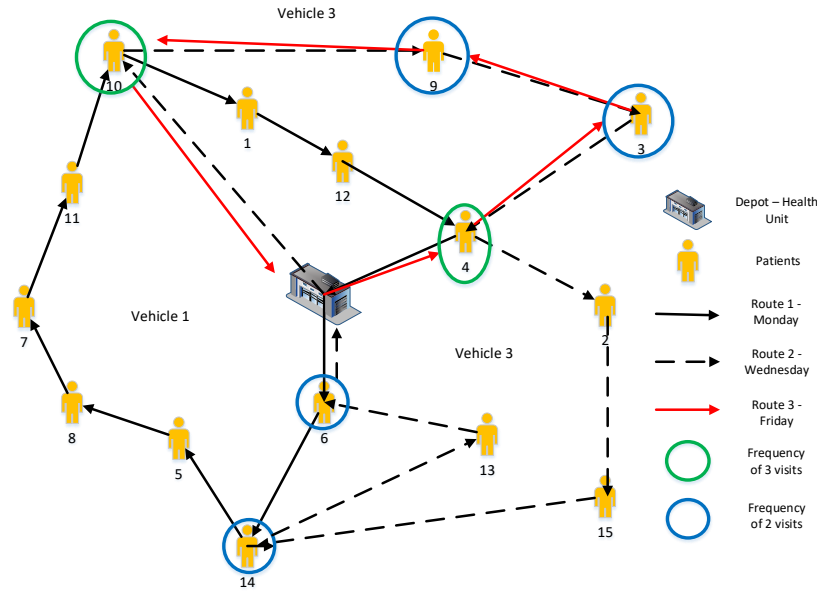 Vehicle 3
10
9
1
3
12
11
4
Depot – Health
Unit
Patients
Vehicle 1
7
2
Route 1 -
Monday
Vehicle 3
Route 2 -
Wednesday
8
6
5
13
Route 3 -
Friday
Frequency
of 3 visits
15
14
Frequency
of 2 visits